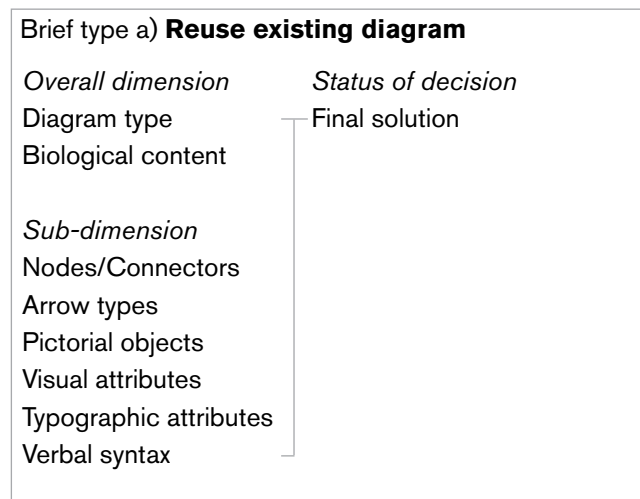 Brief type a) Reuse existing diagram
Overall dimension Status of decision
Diagram type Final solution
Biological content
Sub-dimension
Nodes/Connectors
Arrow types
Pictorial objects
Visual attributes
Typographic attributes
Verbal syntax